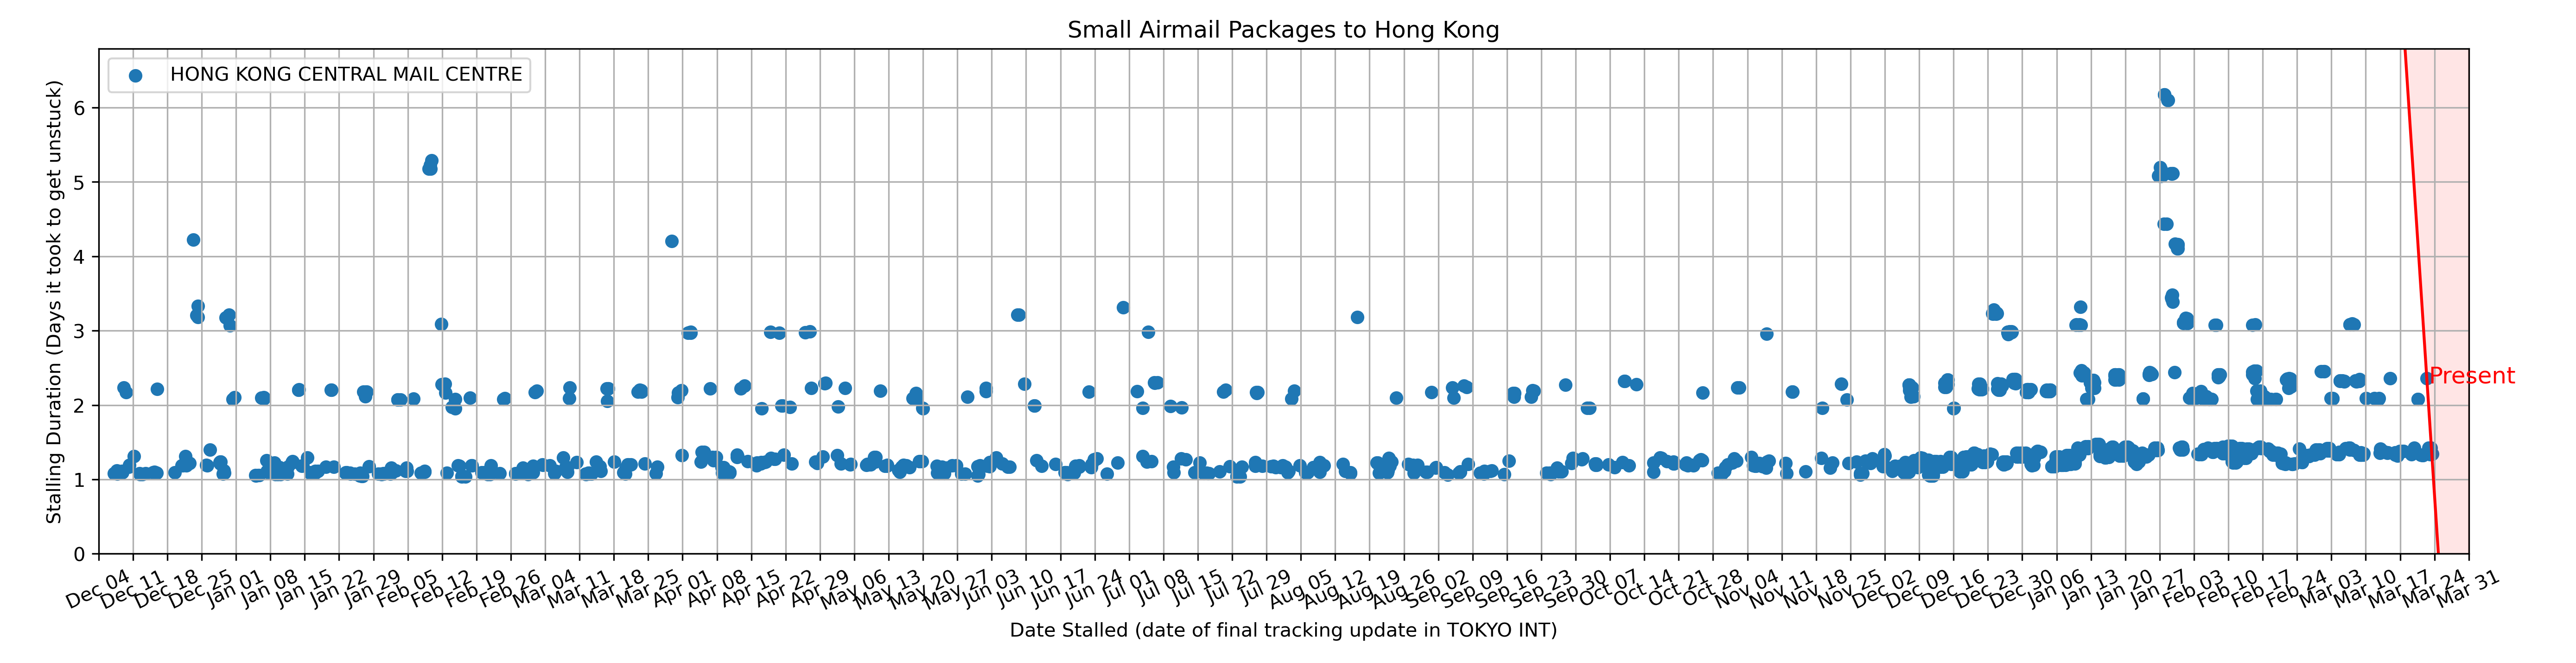 Small Airmail Packages to Hong Kong
HONG KONG CENTRAL MAIL CENTRE
Stalling Duration (Days it took to get unstuck)
6
5
4
3
2
1
0
Present
Dec 04 Dec 11 Dec 18 Dec 25 Jan 01 Jan 08 Jan 15 Jan 22 Jan 29 Feb 05 Feb 12 Feb 19 Feb 26 Mar 04 Mar 11 Mar 18 Mar 25 Apr 01 Apr 08 Apr 15 Apr 22 Apr 29 May 06 May 13 May 20 May 27 Jun 03 Jun 10 Jun 17 Jun 24 Jul 01 Jul 08 Jul 15 Jul 22 Jul 29 Aug 05 Aug 12 Aug 19 Aug 26 Sep 02 Sep 09 Sep 16 Sep 23 Sep 30 Oct 07 Oct 14 Oct 21 Oct 28 Nov 04 Nov 11 Nov 18 Nov 25 Dec 02 Dec 09 Dec 16 Dec 23 Dec 30 Jan 06 Jan 13 Jan 20 Jan 27 Feb 03 Feb 10 Feb 17 Feb 24 Mar 03 Mar 10 Mar 17 Mar 24 Mar 31
Date Stalled (date of final tracking update in TOKYO INT)